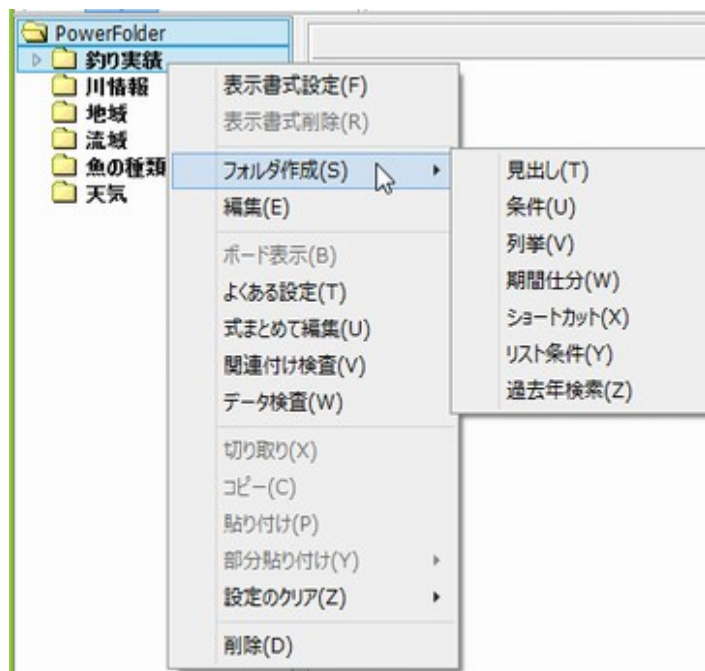 PowerFolder
釣り実績
川情報
地域
流域
魚の種類
天気
表示書式設定(F)
表示書式削除(R)
フォルダ作成(S)
編集(E)
ボード表示(B)
よくある設定(T)
式まとめて編集(U)
関連付け検査(V)
データ検査(W)
切り取り(X)
コピー(C)
貼り付け(P)
部分貼り付け(Y)
設定のクリア(Z)
削除(D)
見出し(T)
条件(U)
列挙(V)
期間仕分(W)
ショートカット(X)
リスト条件(Y)
過去年検索(Z)